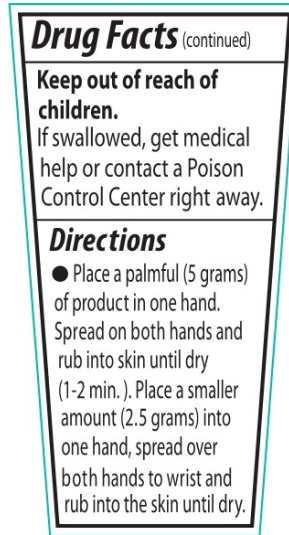 Drug Facts (continued)
Keep out of reach of
children.
If swallowed, get medical
help or contact a Poison
Control Center right away.
Directions
● Place a palmful (5 grams)
of product in one hand.
Spread on both hands and
rub into skin until dry
(1-2 min. ). Place a smaller
amount (2.5 grams) into
one hand, spread over
both hands to wrist and
rub into the skin until dry.